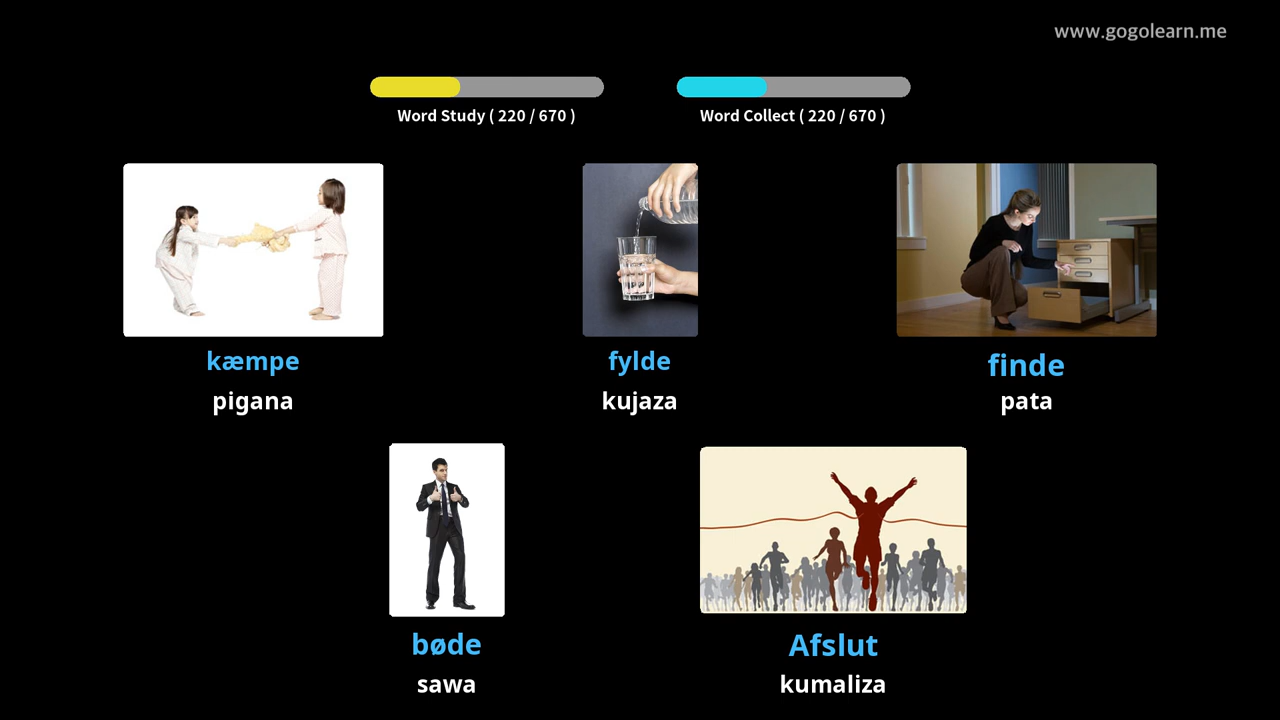 www.gogolearn.me
Word Study ( 220 / 670 )
Word Collect ( 220 / 670 )
kæmpe
pigana
fylde
kujaza
finde
pata
bøde
sawa
Afslut
kumaliza